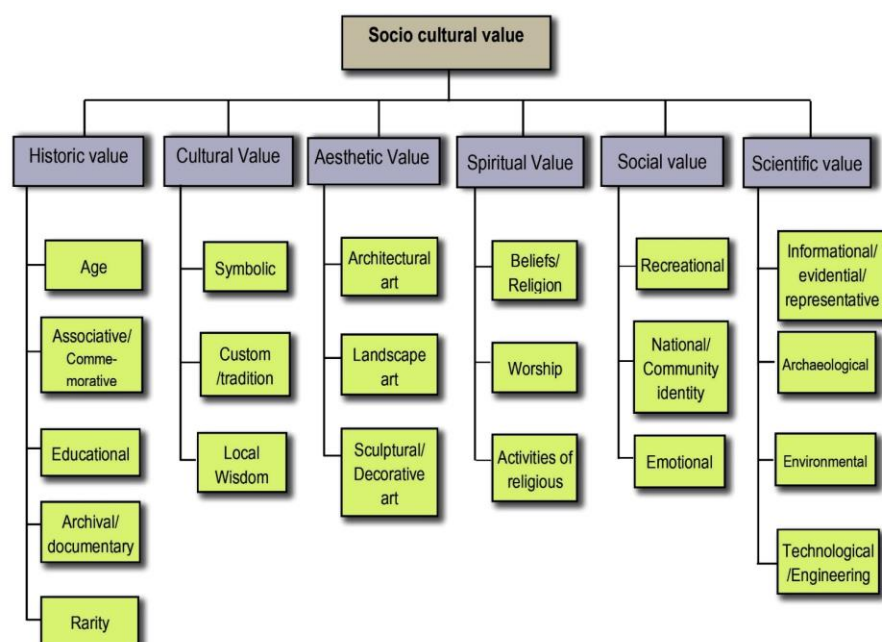 Socio cultural value
Historic value
Cultural Value
Aesthetic Value
Spiritual Value
Social value
Scientific value
Age
Associative/
Comme-
morative
Educational
Archival/
documentary
Rarity
Symbolic
Custom
/tradition
Local
Wisdom
Architectural
art
Landscape
art
Sculptural/
Decorative
art
Beliefs/
Religion
Worship
Activities of
religious
Recreational
National/
Community
identity
Emotional
Informational/
evidential/
representative
Archaeological
Environmental
Technological
/Engineering